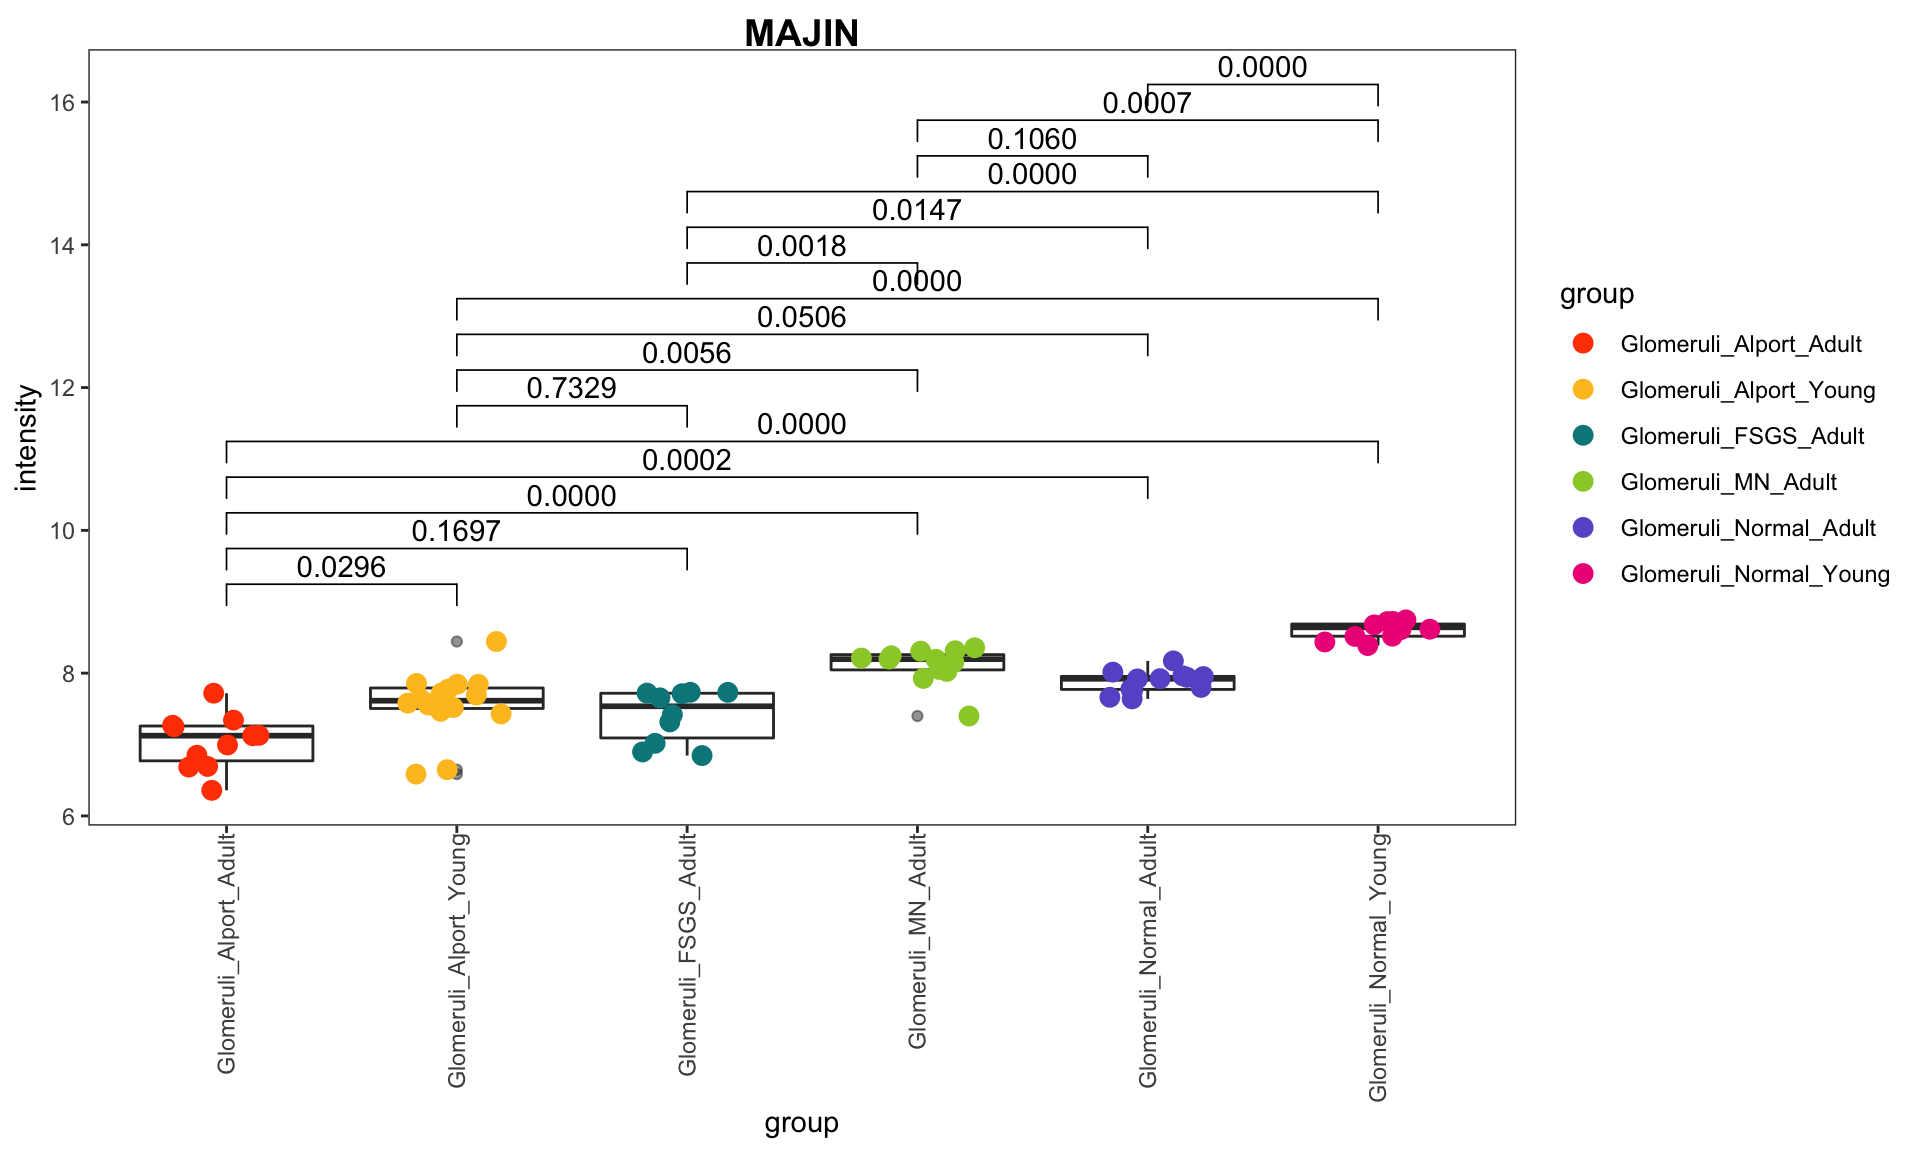 MAJIN
0.0000
0.0007
0.1060
0.0000
0.0147
0.0018
0.0000
0.0506
0.0056
0.7329
0.0000
0.0002
0.0000
0.1697
0.0296
16
14
12
10
8
6
intensity
Glomeruli_Alport_Adult
Glomeruli_Alport_Young
Glomeruli_FSGS_Adult
Glomeruli_MN_Adult
Glomeruli_Normal_Adult
Glomeruli_Normal_Young
group
group
Glomeruli_Alport_Adult
Glomeruli_Alport_Young
Glomeruli_FSGS_Adult
Glomeruli_MN_Adult
Glomeruli_Normal_Adult
Glomeruli_Normal_Young